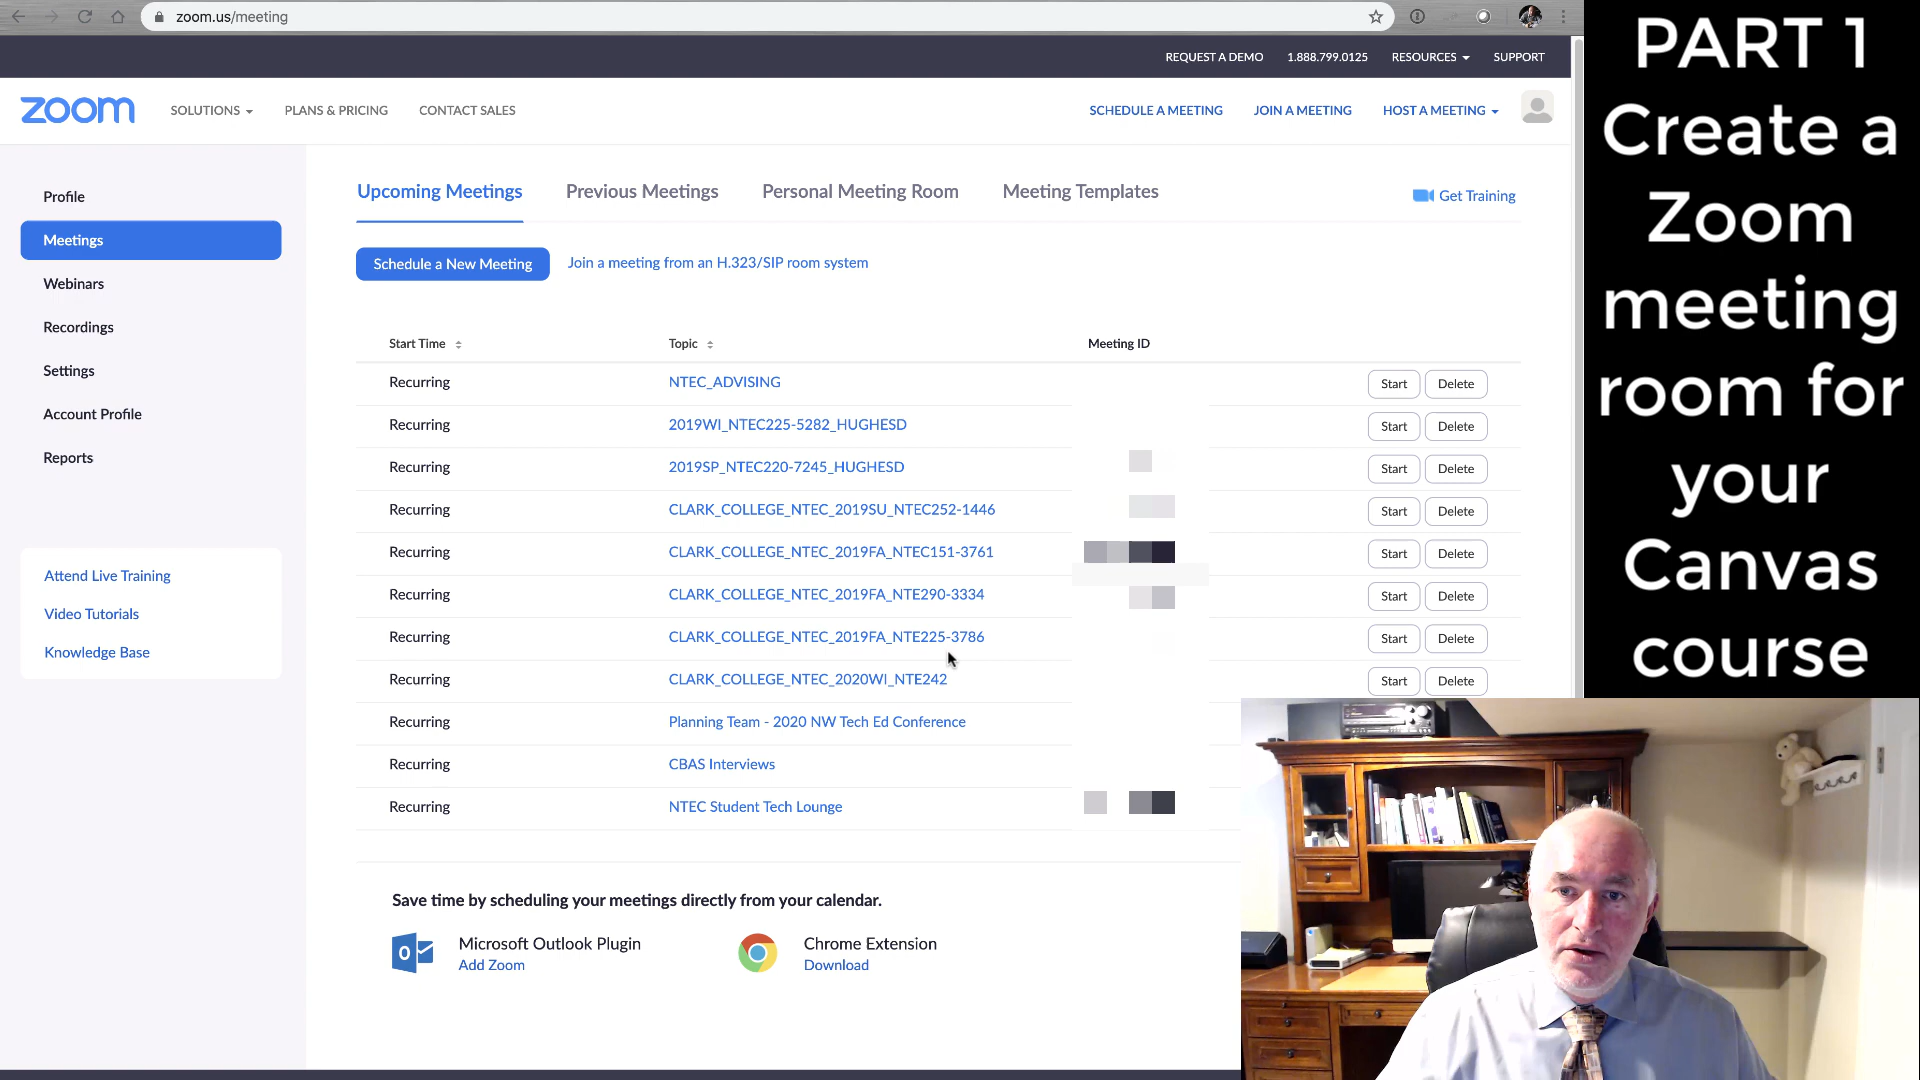 zoom.us/meeting
REQUEST A DEMO 1.888.799.0125 RESOURCES SUPPORT
zoom SOLUTIONS PLANS & PRICING CONTACT SALES SCHEDULE A MEETING JOIN A MEETING HOST A MEETING
Profile
Meetings
Webinars
Recordings
Settings
Account Profile
Reports
Attend Live Training
Video Tutorials
Knowledge Base
Upcoming Meetings Previous Meetings Personal Meeting Room Meeting Templates Get Training
Schedule a New Meeting Join a meeting from an H.323/SIP room system
Start Time Topic Meeting ID
Recurring NTEC_ADVISING Start Delete
Recurring 2019WI_NTEC225-5282_HUGHESD Start Delete
Recurring 2019SP_NTEC220-7245_HUGHESD Start Delete
Recurring CLARK_COLLEGE_NTEC_2019SU_NTEC252-1446 Start Delete
Recurring CLARK_COLLEGE_NTEC_2019FA_NTEC151-3761 Start Delete
Recurring CLARK_COLLEGE_NTEC_2019FA_NTE290-3334 Start Delete
Recurring CLARK_COLLEGE_NTEC_2019FA_NTE225-3786 Start Delete
Recurring CLARK_COLLEGE_NTEC_2020WI_NTE242 Start Delete
Recurring Planning Team - 2020 NW Tech Ed Conference
Recurring CBAS Interviews
Recurring NTEC Student Tech Lounge
Save time by scheduling your meetings directly from your calendar.
Microsoft Outlook Plugin Chrome Extension
Add Zoom Download
PART 1
Create a
Zoom
meeting
room for
your
Canvas
course